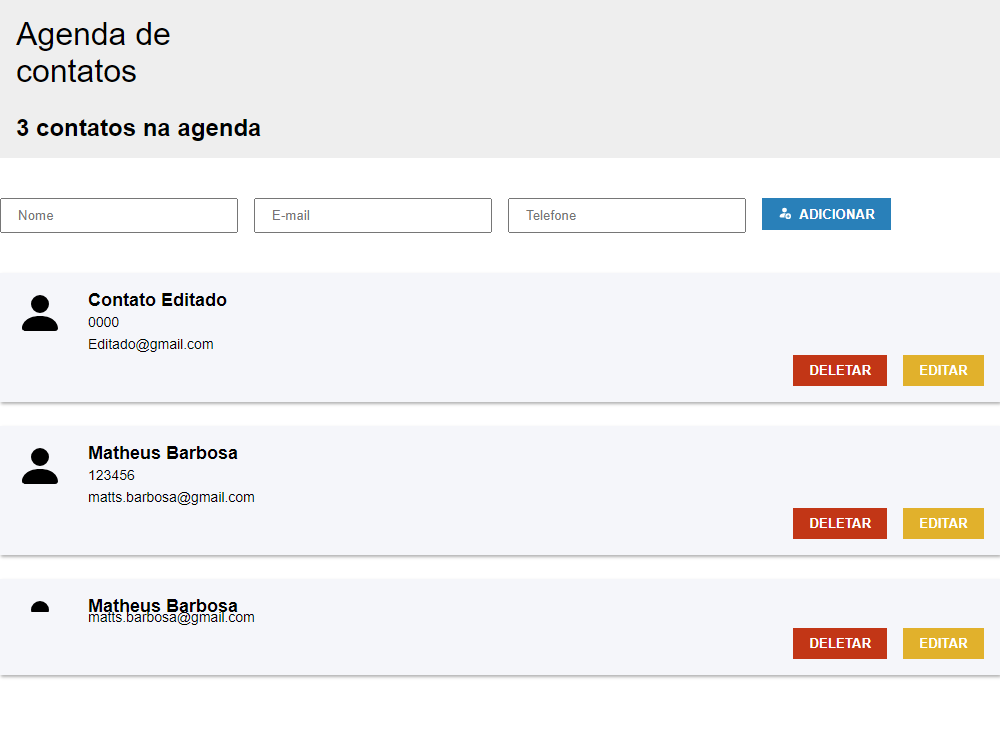 Agenda de
contatos
3 contatos na agenda
Nome
E-mail
Telefone
ADICIONAR
Contato Editado
0000
Editado@gmail.com
DELETAR
EDITAR
Matheus Barbosa
123456
matts.barbosa@gmail.com
DELETAR
EDITAR
Matheus Barbosa
matts.barbosa@gmail.com
DELETAR
EDITAR